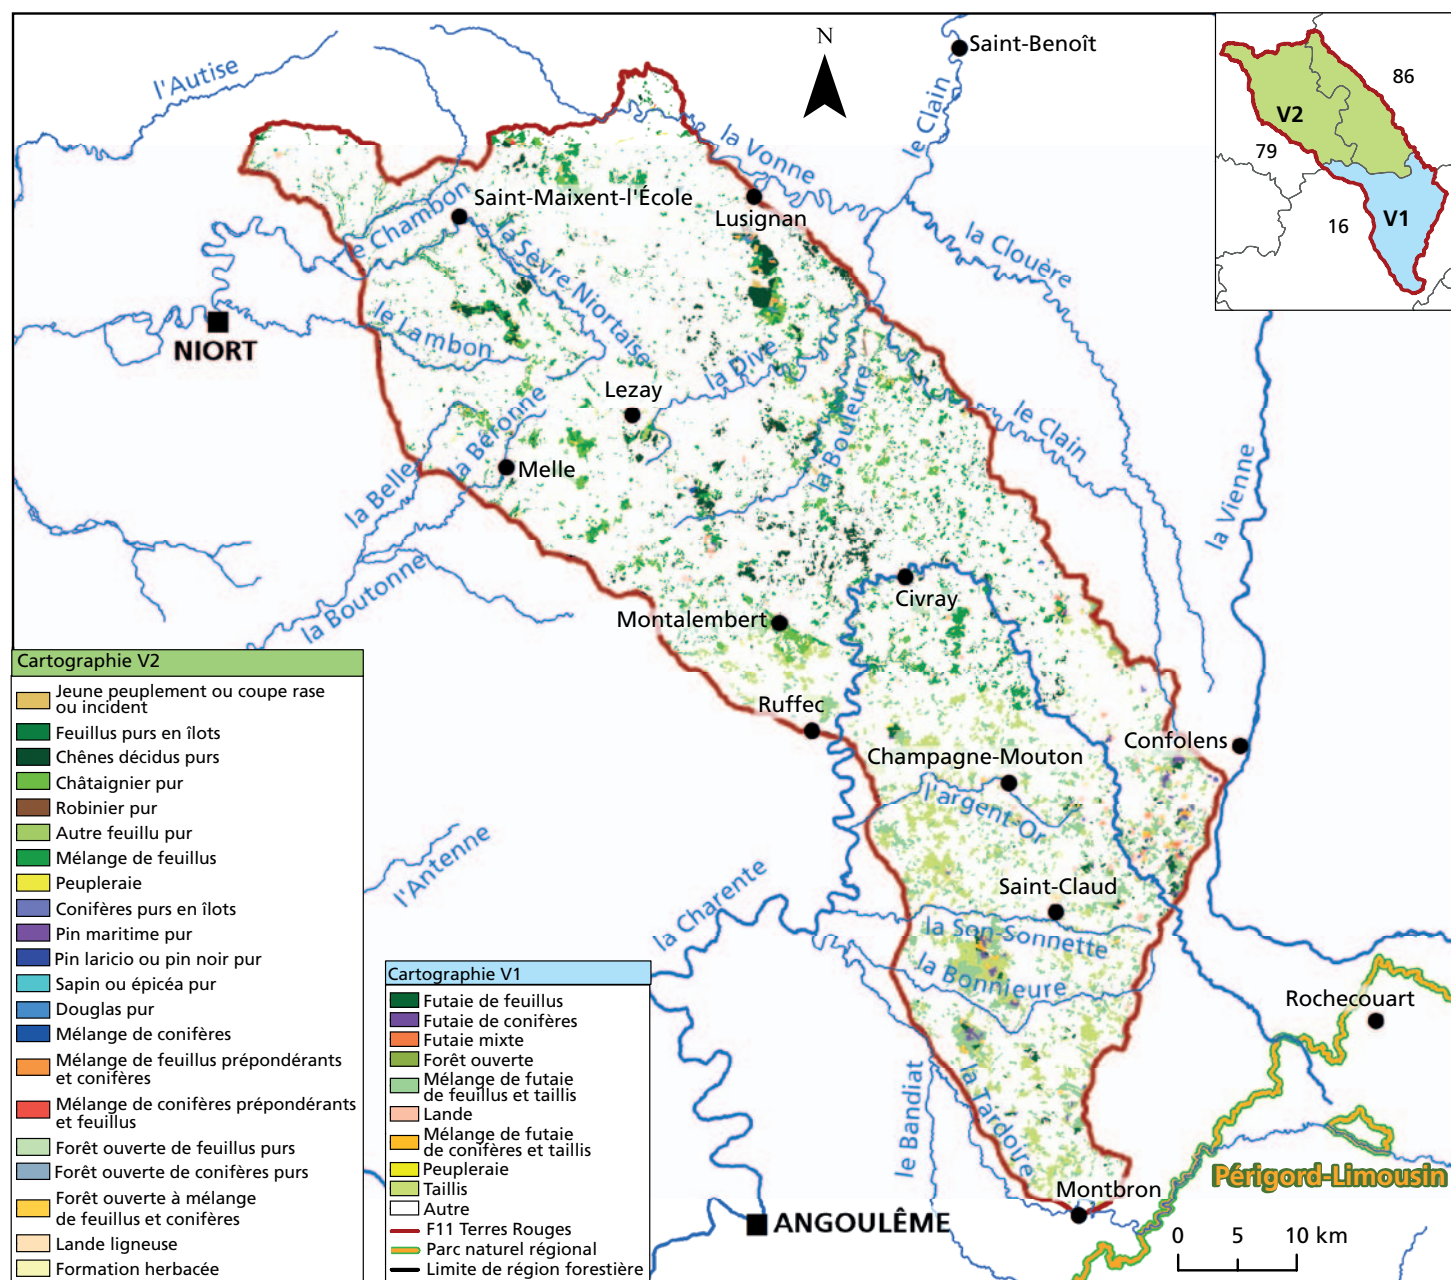 N
Saint-Benoît
l'Autise
le Clain
la Vonne
86
V2
79
V1
16
Saint-Maixent-l'École
Lusignan
le Chambon
la Sèvre Niortaise
la Clouère
NIORT
le Lambon
la Dive
la Bouleure
Lezay
le Clain
la Béronne
Melle
la Belle
la Vienne
la Boutonne
Civray
Montalembert
Ruffec
Confolens
Champagne-Mouton
l'argent-Or
l'Antenne
la Charente
Saint-Claud
la Son-Sonnette
la Bonnieure
Rochecouart
le Bandiat
la Tardoire
Périgord-Limousin
Montbron
ANGOULÊME
0 5 10 km
Cartographie V2
Jeune peuplement ou coupe rase
ou incident
Feuillus purs en îlots
Chênes décidus purs
Châtaignier pur
Robinier pur
Autre feuillu pur
Mélange de feuillus
Peupleraie
Conifères purs en îlots
Pin maritime pur
Pin laricio ou pin noir pur
Sapin ou épicéa pur
Douglas pur
Mélange de conifères
Mélange de feuillus prépondérants
et conifères
Mélange de conifères prépondérants
et feuillus
Forêt ouverte de feuillus purs
Forêt ouverte de conifères purs
Forêt ouverte à mélange
de feuillus et conifères
Lande ligneuse
Formation herbacée
Cartographie V1
Futaie de feuillus
Futaie de conifères
Futaie mixte
Forêt ouverte
Mélange de futaie
de feuillus et taillis
Lande
Mélange de futaie
de conifères et taillis
Peupleraie
Taillis
Autre
F11 Terres Rouges
Parc naturel régional
Limite de région forestière